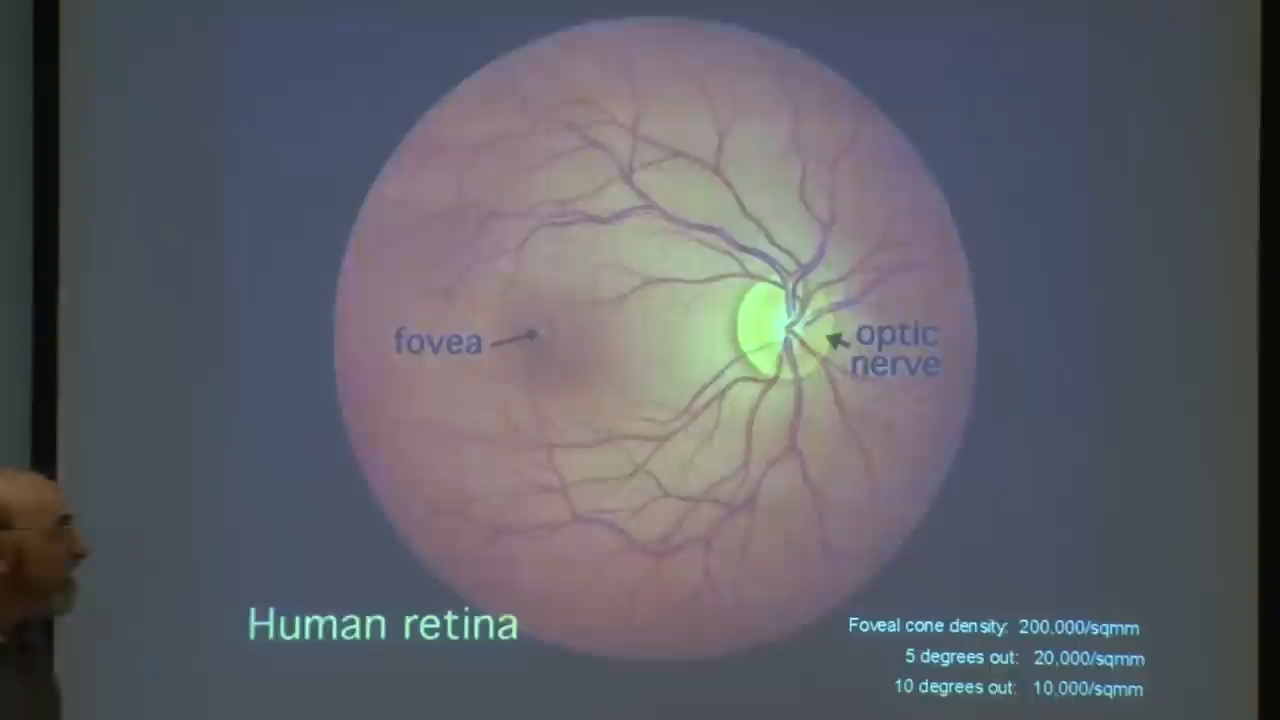 fovea
optic
nerve
Human retina
Foveal cone density: 200,000/sqmm
5 degrees out: 20,000/sqmm
10 degrees out: 10,000/sqmm